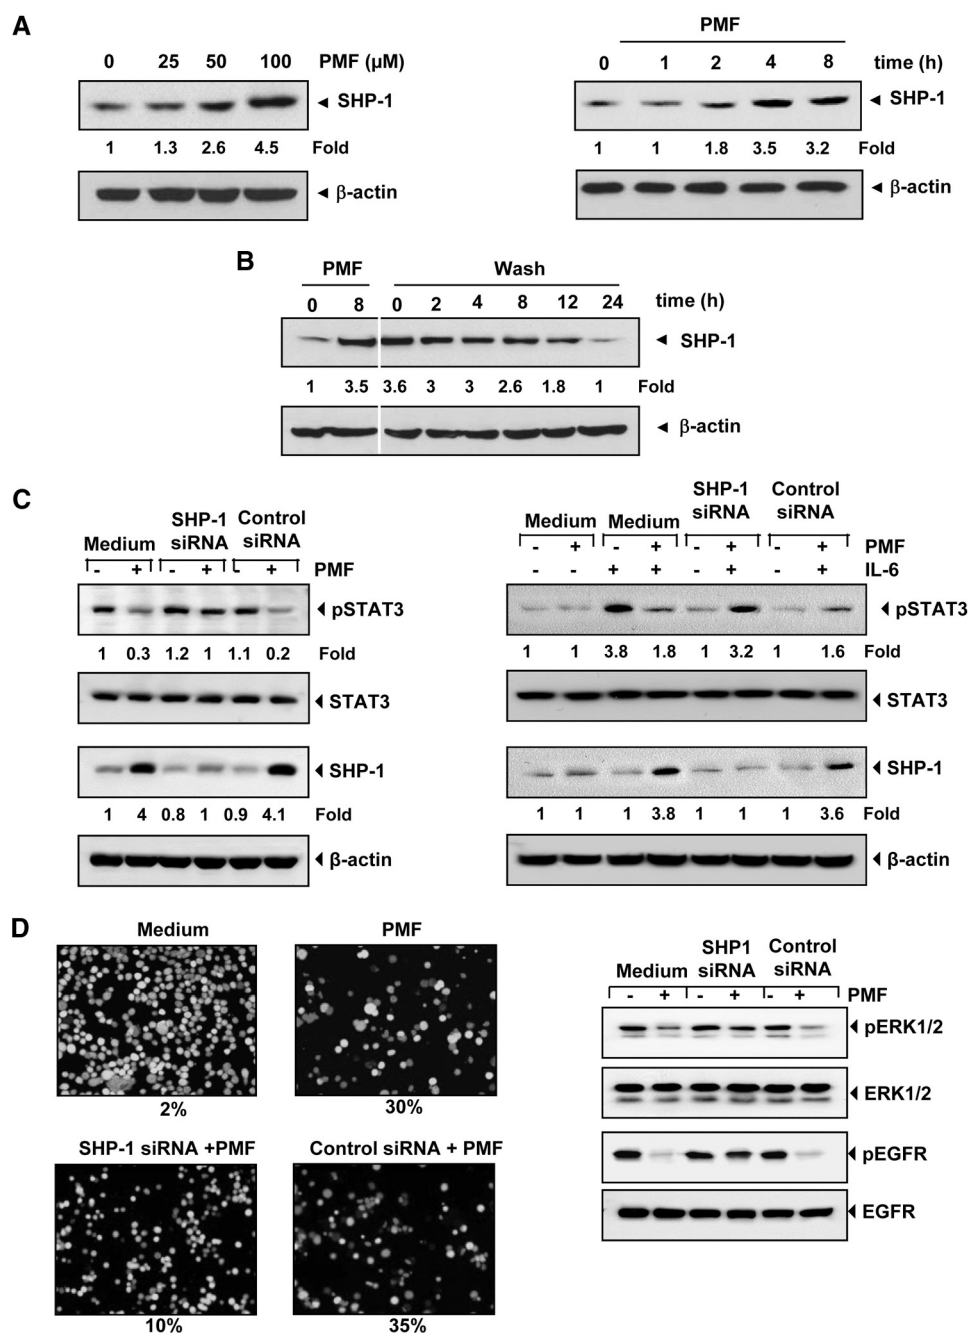 A
PMF
0 25 50 100 PMF (μM)
0 1 2 4 8 time (h)
SHP-1
SHP-1
1 1.3 2.6 4.5 Fold
1 1 1.8 3.5 3.2 Fold
β-actin
β-actin
B
PMF Wash
0 8 0 2 4 8 12 24 time (h)
SHP-1
1 3.5 3.6 3 3 2.6 1.8 1 Fold
β-actin
C
SHP-1 Control
Medium siRNA siRNA
- + - + - + PMF
pSTAT3
1 0.3 1.2 1 1.1 0.2 Fold
STAT3
SHP-1
1 4 0.8 1 0.9 4.1 Fold
β-actin
SHP-1 Control
Medium Medium siRNA siRNA
- + - + - + - + PMF
- - + + - + - + IL-6
pSTAT3
1 1 3.8 1.8 1 3.2 1 1.6 Fold
STAT3
SHP-1
1 1 1 3.8 1 1 1 3.6 Fold
β-actin
D
Medium PMF
2% 30%
SHP-1 siRNA +PMF Control siRNA + PMF
10% 35%
SHP1 Control
Medium siRNA siRNA
- + - + - + PMF
pERK1/2
ERK1/2
pEGFR
EGFR